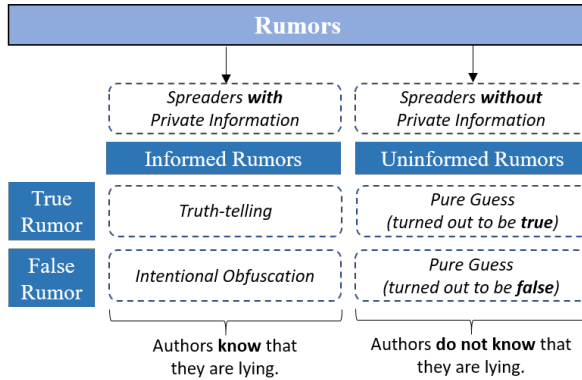 Rumors
Spreaders with
Private Information
Spreaders without
Private Information
Informed Rumors
Uninformed Rumors
True
Rumor
Truth-telling
Pure Guess
(turned out to be true)
False
Rumor
Intentional Obfuscation
Pure Guess
(turned out to be false)
Authors know that
they are lying.
Authors do not know that
they are lying.